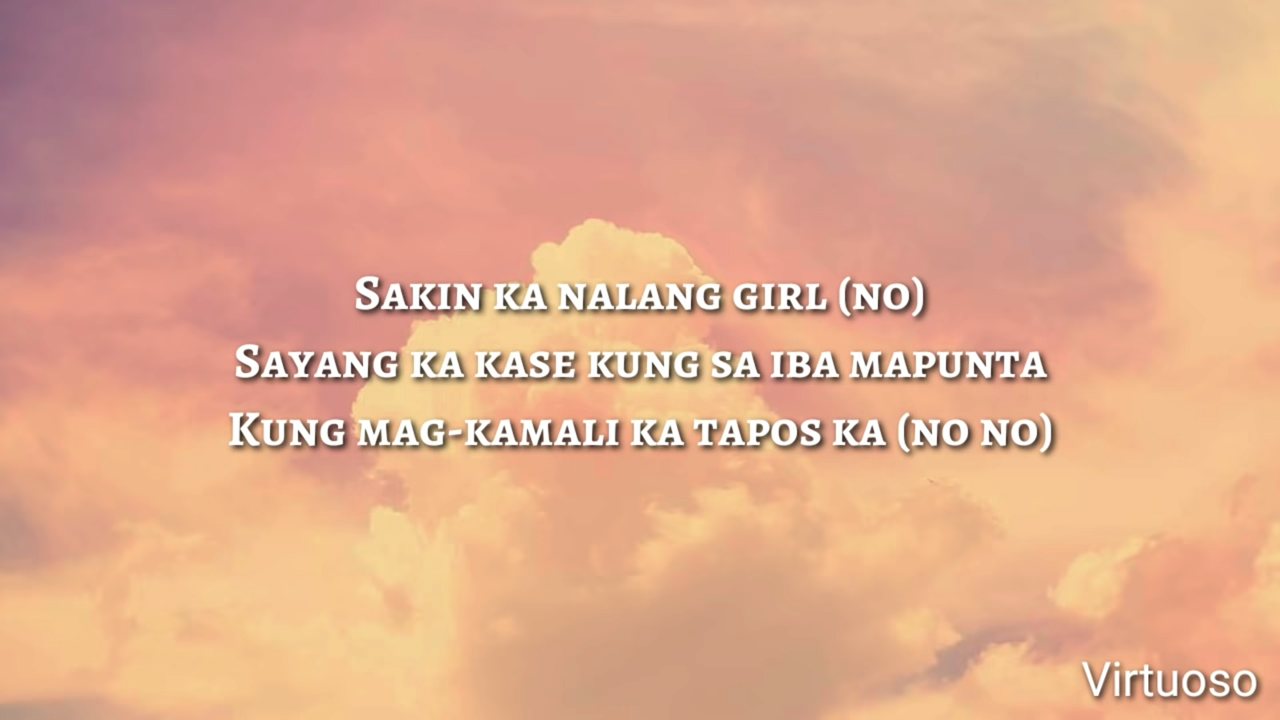 Sakin ka nalang girl (no)
Sayang ka kase kung sa iba mapunta
Kung mag-kamali ka tapos ka (no no)
Virtuoso